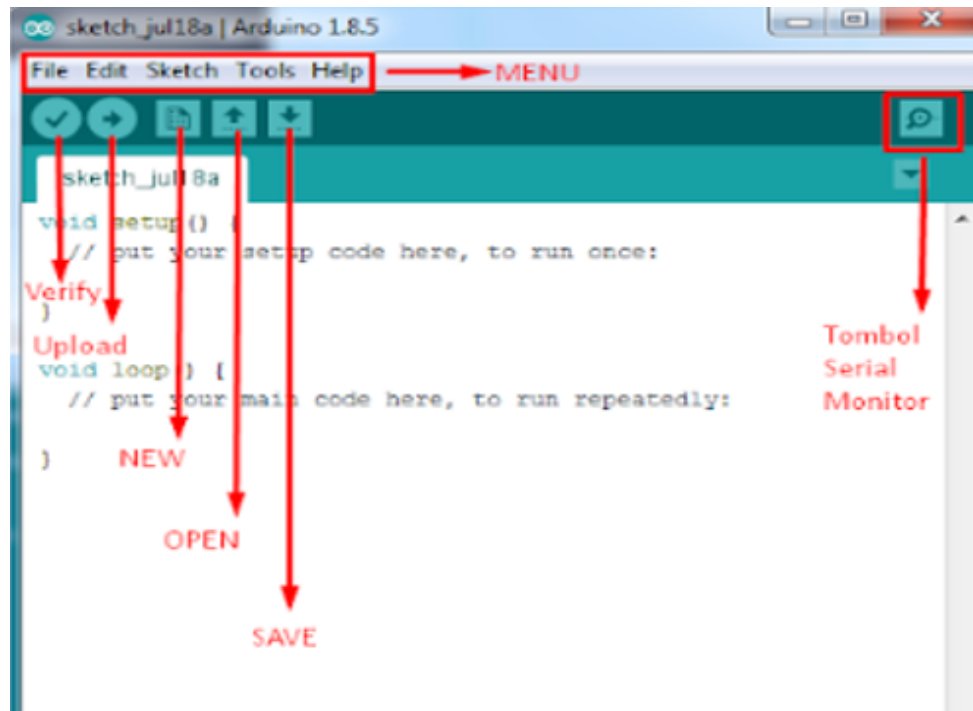 sketch_jul18a | Arduino 1.8.5
File Edit Sketch Tools Help
MENU
sketch_jul18a
void setup() {
// put your setup code here, to run once:
Verify
}
Upload
void loop() {
// put your main code here, to run repeatedly:
}
NEW
OPEN
SAVE
Tombol
Serial
Monitor